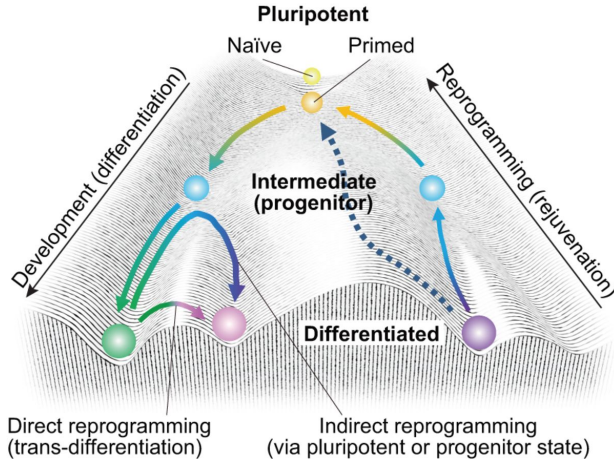 Pluripotent
Naïve
Primed
Development (differentiation)
Reprogramming (rejuvenation)
Intermediate
(progenitor)
Differentiated
Direct reprogramming
(trans-differentiation)
Indirect reprogramming
(via pluripotent or progenitor state)